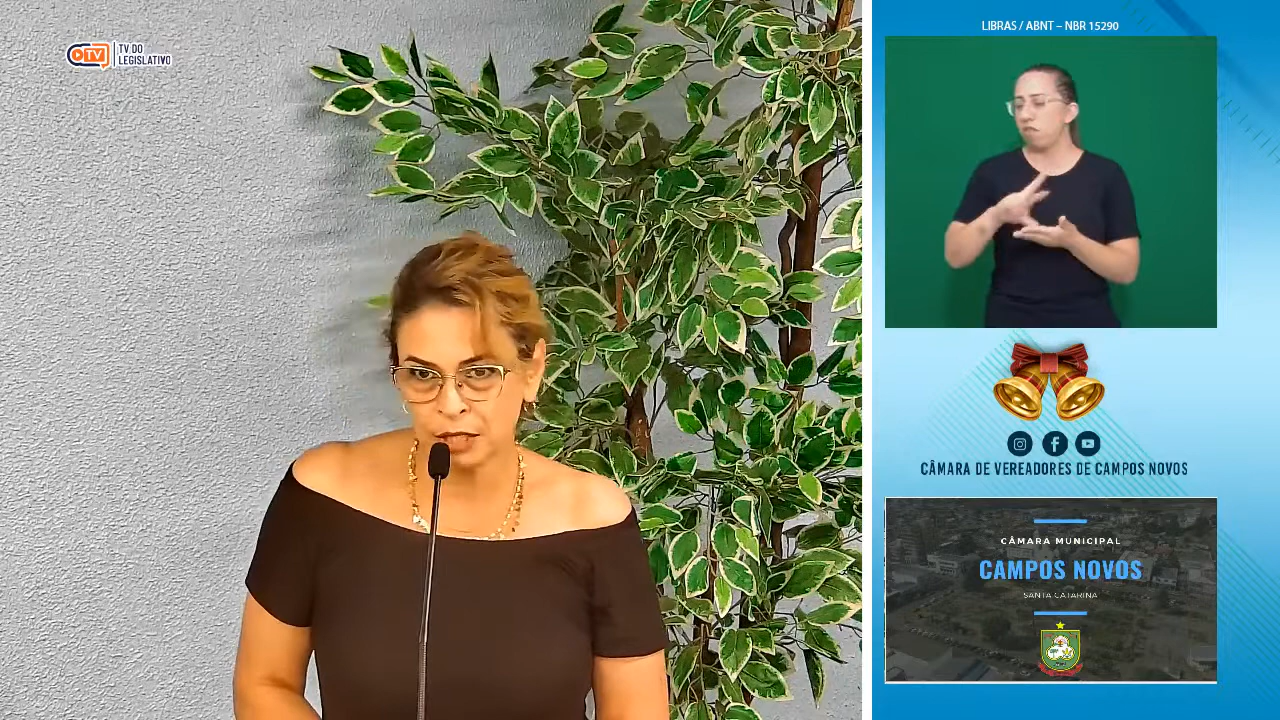 TV
TV DO
LEGISLATIVO
LIBRAS / ABNT – NBR 15290
CÂMARA DE VEREADORES DE CAMPOS NOVOS
CÂMARA MUNICIPAL
CAMPOS NOVOS
SANTA CATARINA